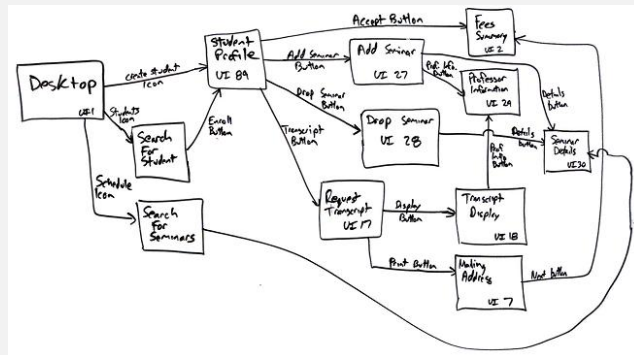 Accept Button
Fees
Summary
UI 2
Student
Profile
UI 89
Add Seminar
Button
Add Seminar
UI 27
Prof. Info.
Button
Professor
Information
UI 29
Details
button
Desktop
UI 1
Create Student
Icon
Students
Icon
Search
For
Student
Enroll
Button
Drop Seminar
Button
Drop Seminar
UI 28
Details
button
Seminar
Details
UI 30
Transcript
Button
Schedule
Icon
Search
For
Seminars
Request
Transcript
UI 17
Display
Button
Transcript
Display
UI 18
Prof.
Info
Button
Print Button
Mailing
Address
UI 7
Next button